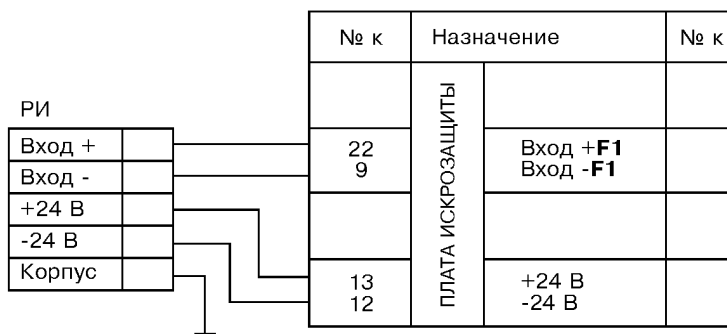 № к Назначение № к
РИ
Вход +
Вход -
+24 В
-24 В
Корпус
ПЛАТА ИСКРОЗАЩИТЫ
22 Вход +F1
9 Вход -F1
13 +24 В
12 -24 В